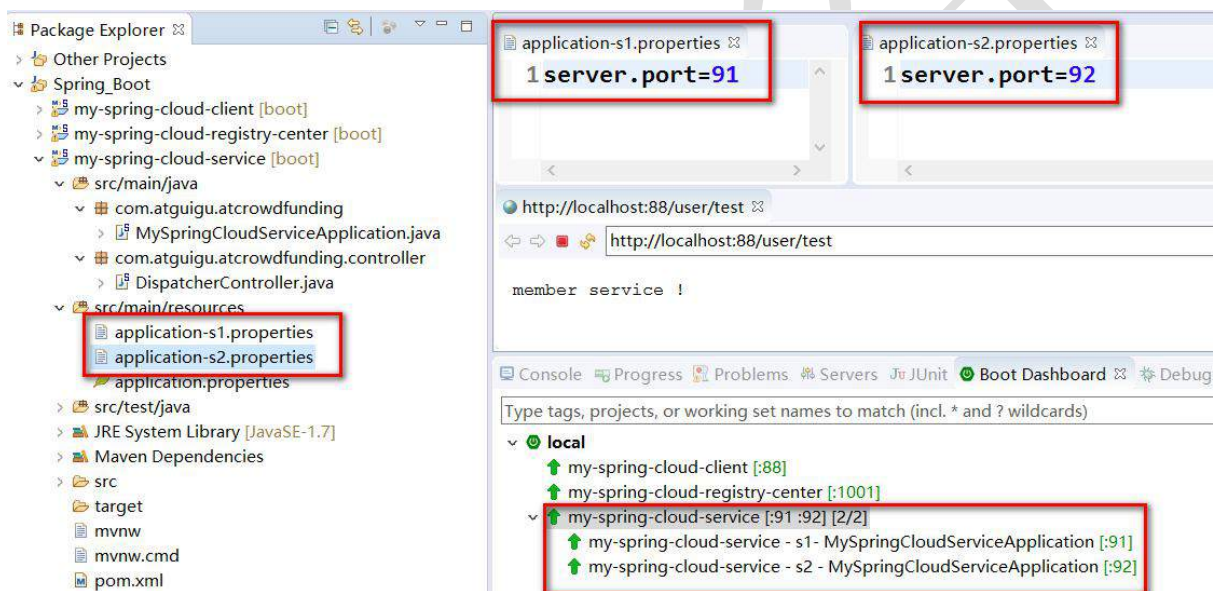 Package Explorer
Other Projects
Spring_Boot
my-spring-cloud-client [boot]
my-spring-cloud-registry-center [boot]
my-spring-cloud-service [boot]
src/main/java
com.atguigu.atcrowdfunding
MySpringCloudServiceApplication.java
com.atguigu.atcrowdfunding.controller
DispatcherController.java
src/main/resources
application-s1.properties
application-s2.properties
application.properties
src/test/java
JRE System Library [JavaSE-1.7]
Maven Dependencies
src
target
mvnw
mvnw.cmd
pom.xml
application-s1.properties
1 server.port=91
application-s2.properties
1 server.port=92
http://localhost:88/user/test
http://localhost:88/user/test
member service !
Console Progress Problems Servers JUnit Boot Dashboard Debug
Type tags, projects, or working set names to match (incl. * and ? wildcards)
local
my-spring-cloud-client [:88]
my-spring-cloud-registry-center [:1001]
my-spring-cloud-service [:91 :92] [2/2]
my-spring-cloud-service - s1- MySpringCloudServiceApplication [:91]
my-spring-cloud-service - s2 - MySpringCloudServiceApplication [:92]